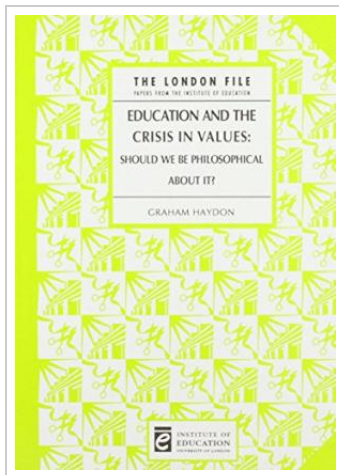 THE LONDON FILE
PAPERS FROM THE INSTITUTE OF EDUCATION
EDUCATION AND THE
CRISIS IN VALUES:
SHOULD WE BE PHILOSOPHICAL
ABOUT IT?
GRAHAM HAYDON
INSTITUTE OF
EDUCATION
UNIVERSITY OF LONDON